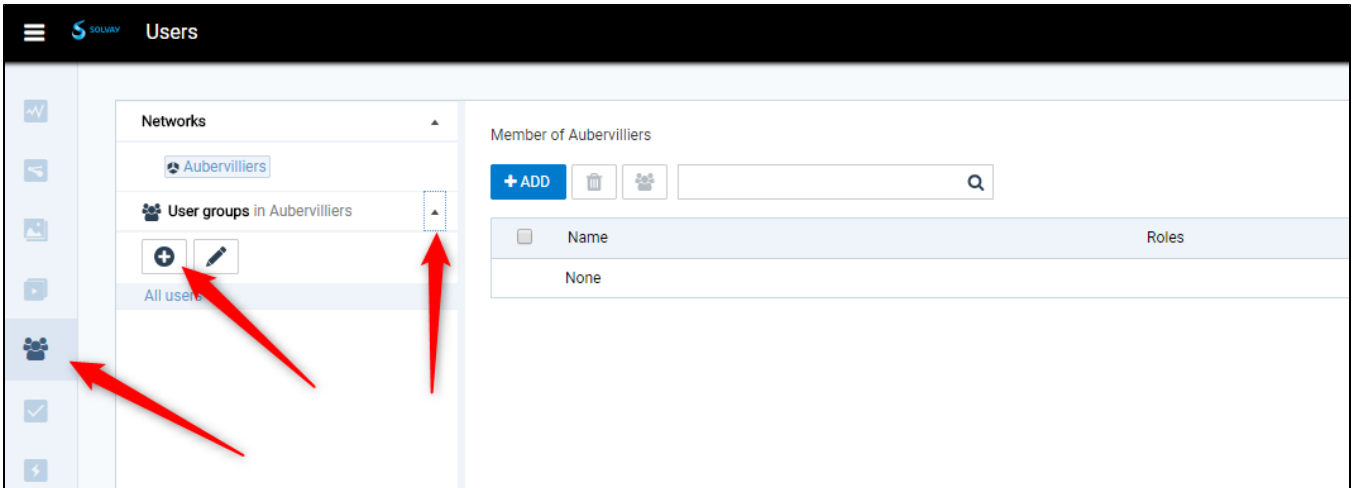 SOLVAY Users
Networks
Aubervilliers
User groups in Aubervilliers
All users
Member of Aubervilliers
+ ADD
Name Roles
None